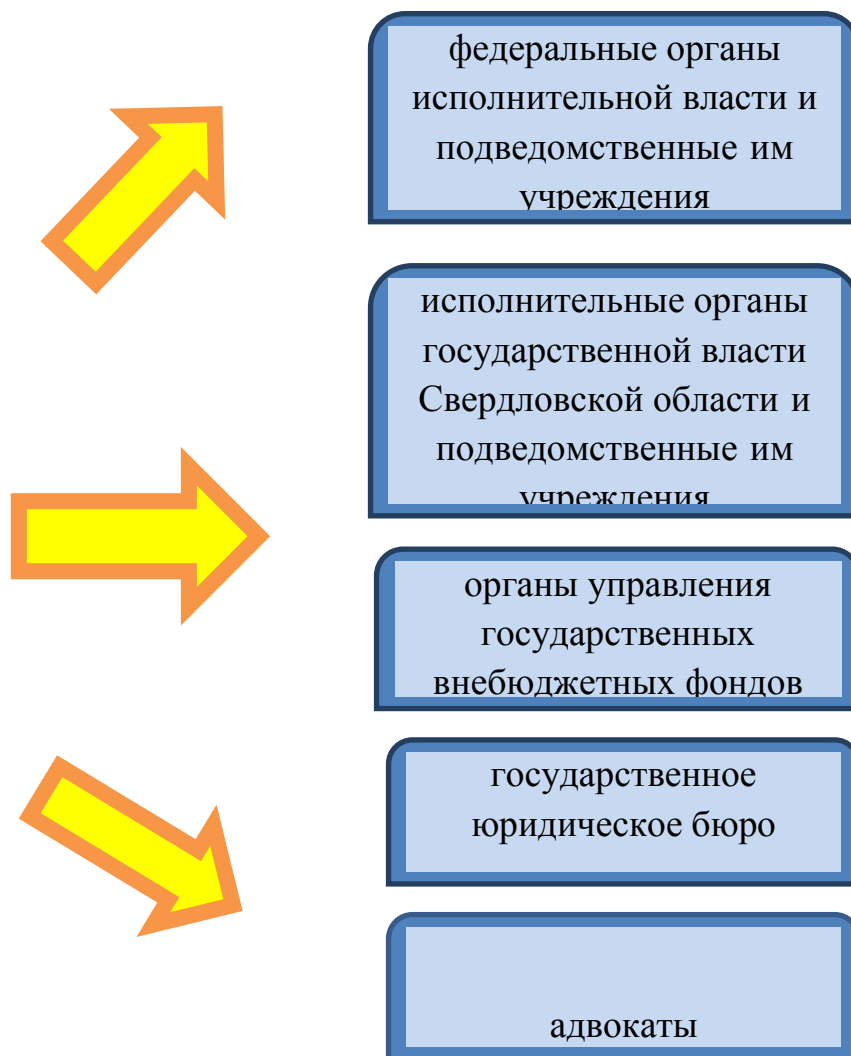 федеральные органы
исполнительной власти и
подведомственные им
учреждения
исполнительные органы
государственной власти
Свердловской области и
подведомственные им
учреждения
органы управления
государственных
внебюджетных фондов
государственное
юридическое бюро
адвокаты